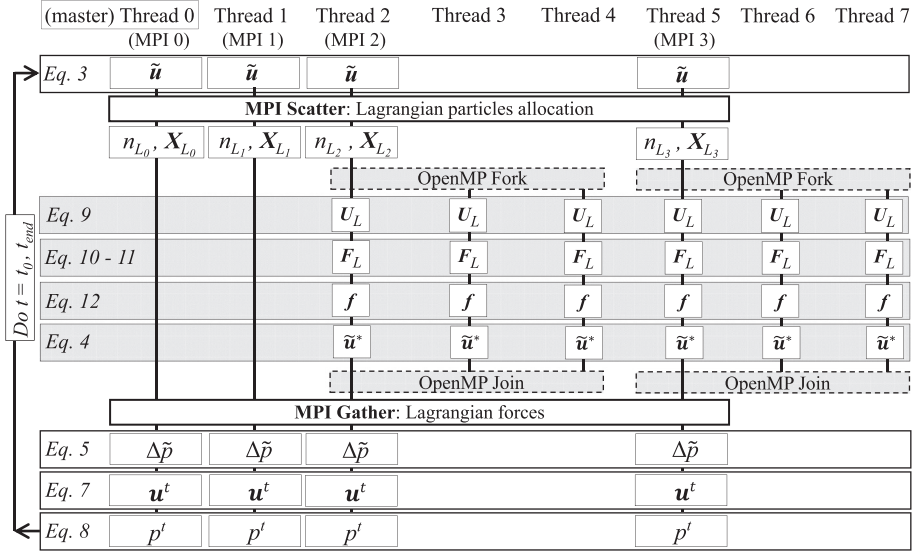 (master) Thread 0 Thread 1 Thread 2 Thread 3 Thread 4 Thread 5 Thread 6 Thread 7
(MPI 0) (MPI 1) (MPI 2) (MPI 3)
Eq. 3 ũ ũ ũ ũ
MPI Scatter: Lagrangian particles allocation
n_{L_0}, X_{L_0} n_{L_1}, X_{L_1} n_{L_2}, X_{L_2} n_{L_3}, X_{L_3}
OpenMP Fork OpenMP Fork
Eq. 9 U_L U_L U_L U_L U_L U_L
Eq. 10 - 11 F_L F_L F_L F_L F_L F_L
Eq. 12 f f f f f f
Eq. 4 ũ* ũ* ũ* ũ* ũ* ũ*
OpenMP Join OpenMP Join
MPI Gather: Lagrangian forces
Eq. 5 Δp̃ Δp̃ Δp̃ Δp̃
Eq. 7 u^t u^t u^t u^t
Eq. 8 p^t p^t p^t p^t
Do t = t_0, t_{end}